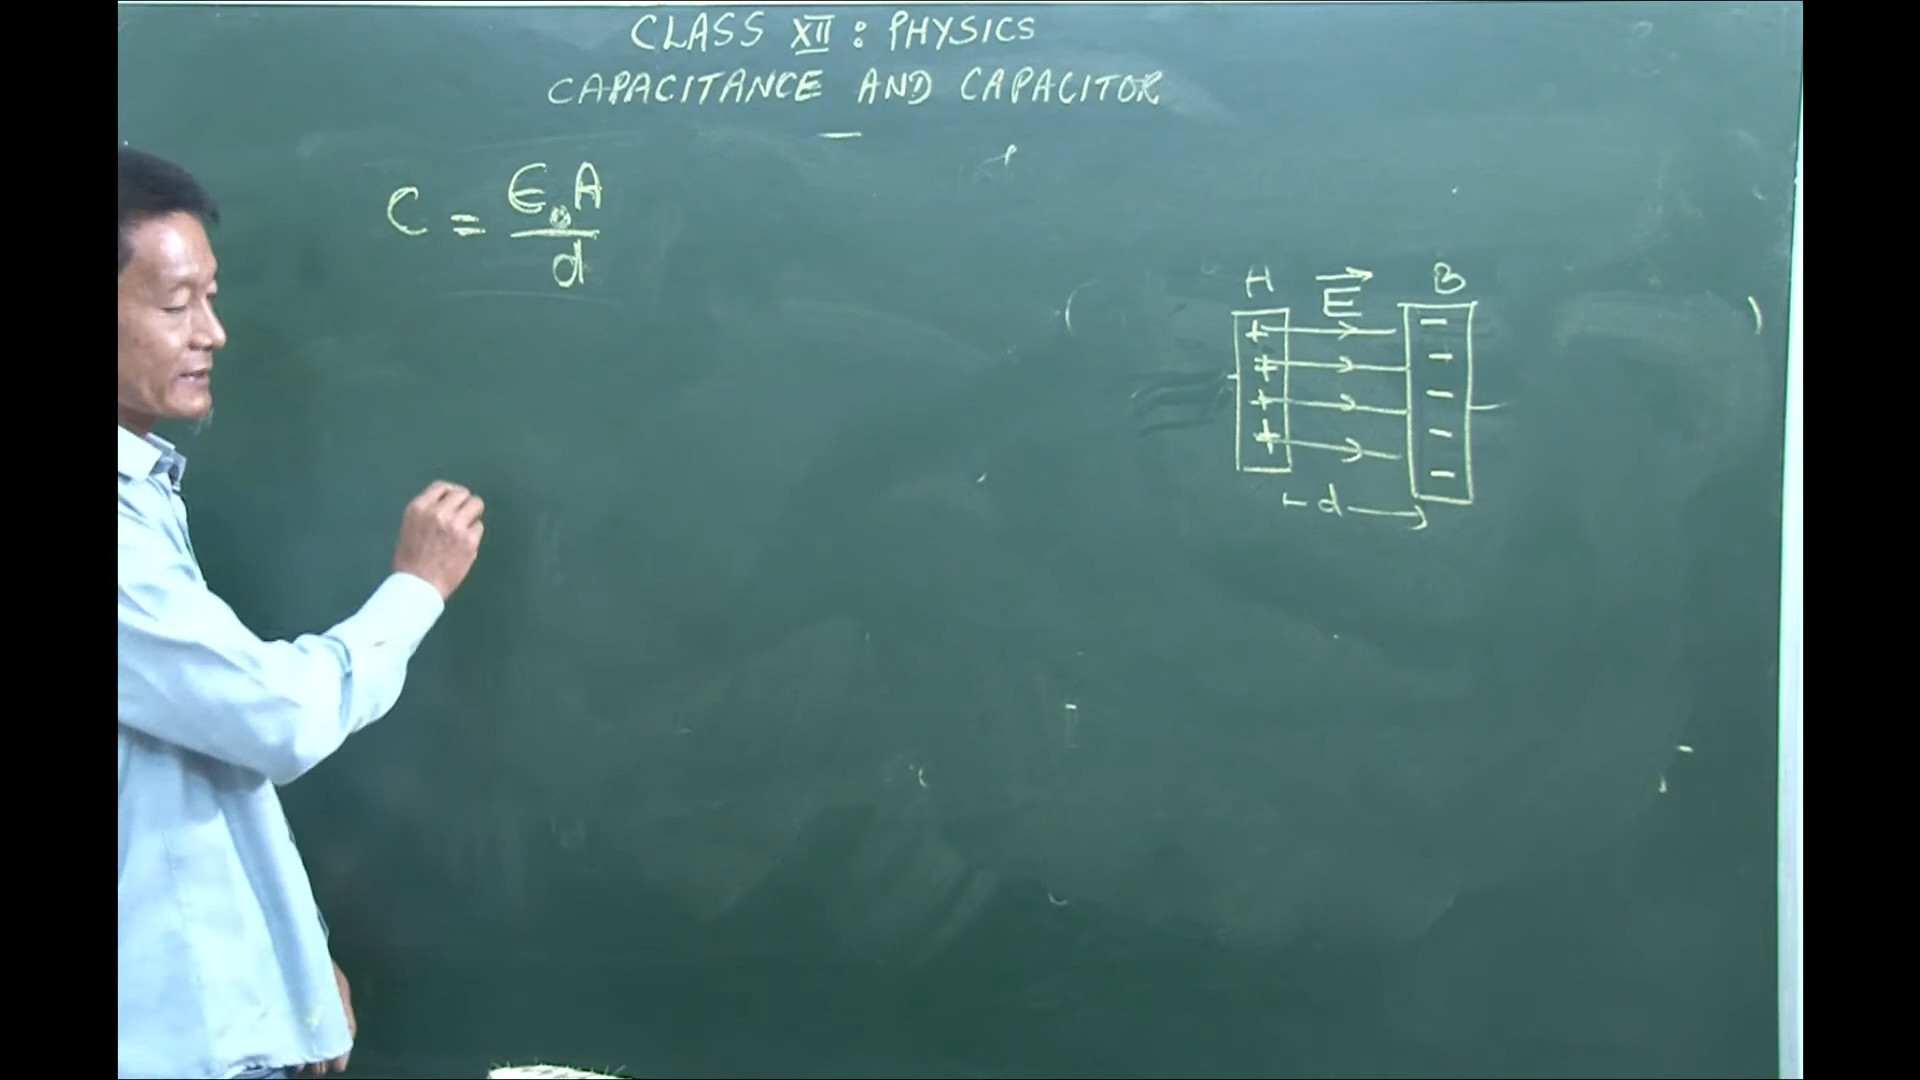 CLASS XII : PHYSICS
CAPACITANCE AND CAPACITOR
C = ϵ₀A / d
A E⃗ B
+ −
+ −
+ −
+ −
−
d